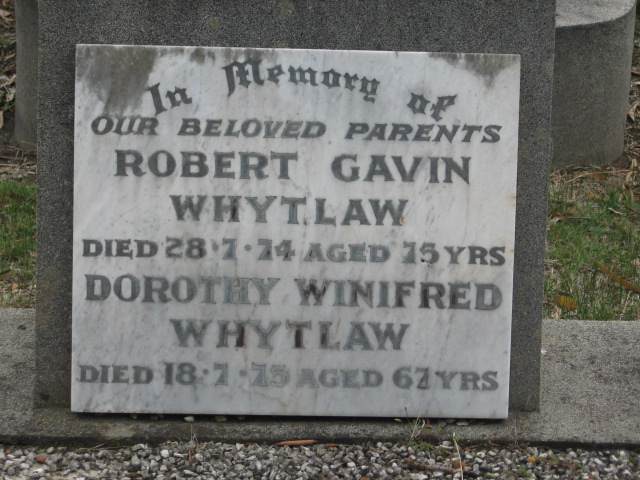 In Memory of
OUR BELOVED PARENTS
ROBERT GAVIN
WHYTLAW
DIED 28·7·74 AGED 75 YRS
DOROTHY WINIFRED
WHYTLAW
DIED 18·7·75 AGED 67 YRS